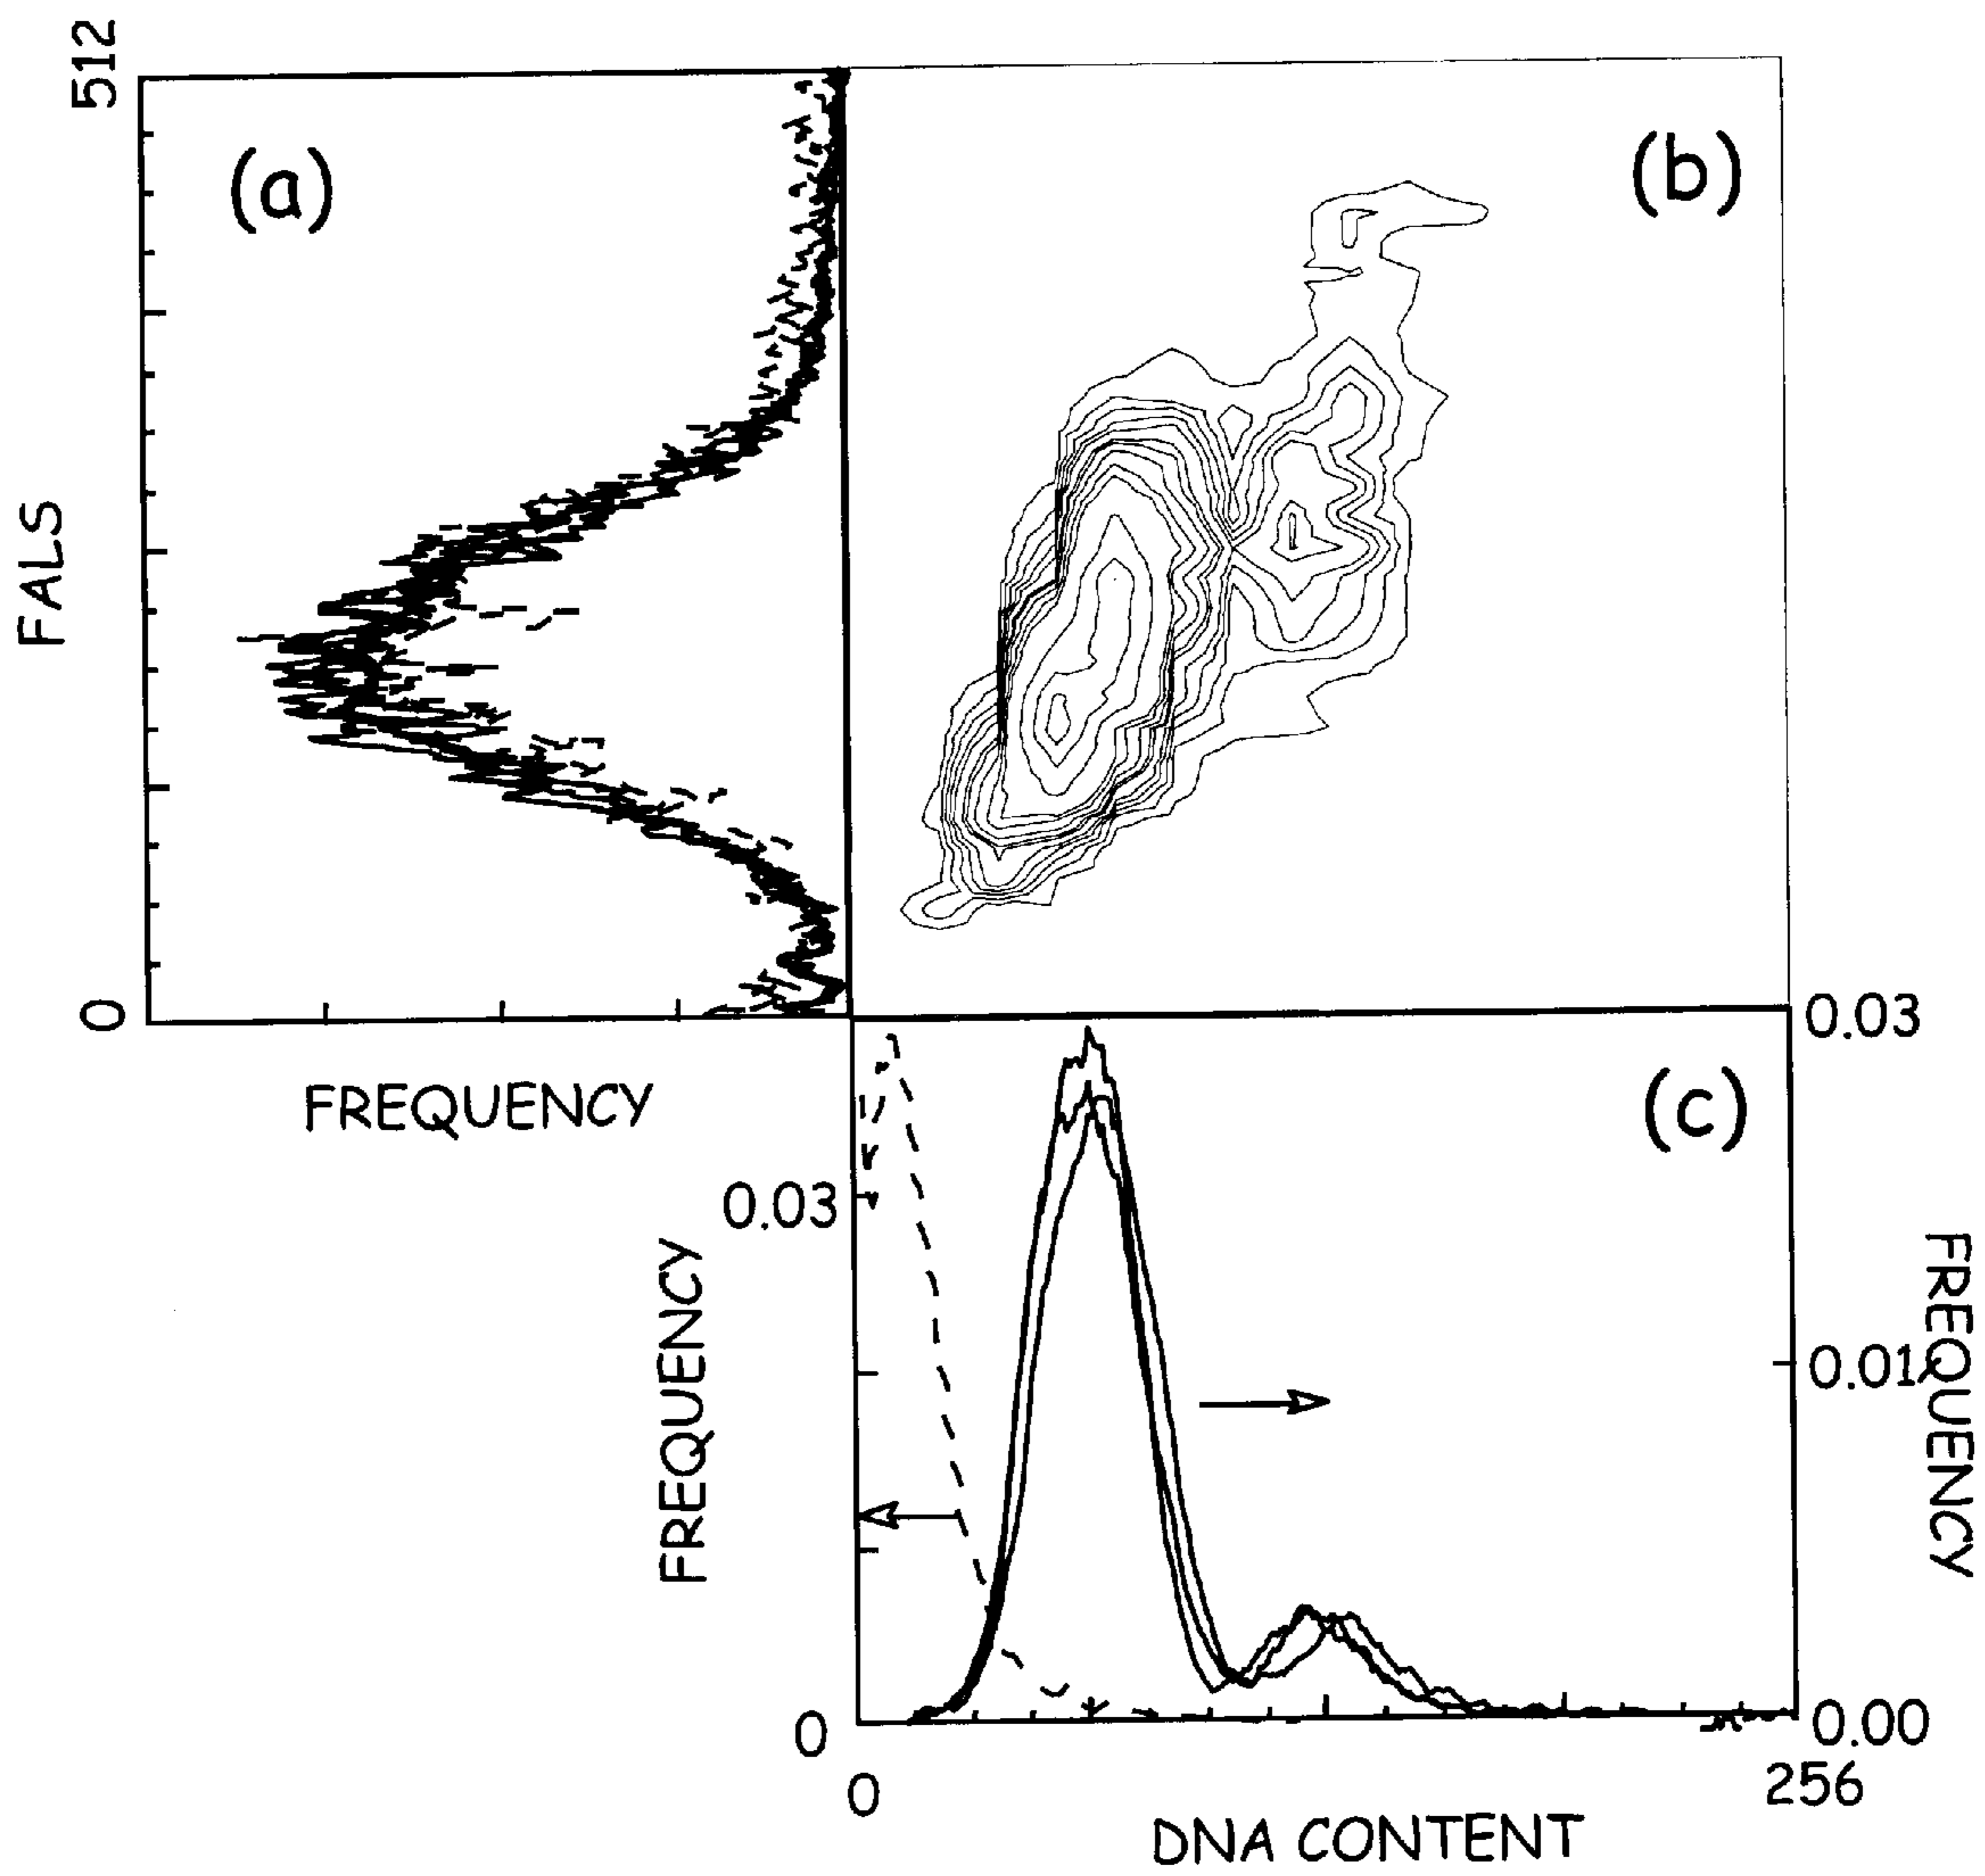 512
(a)
(b)
FALS
0
0.03
FREQUENCY
(c)
0.03
FREQUENCY
0.01
FREQUENCY
0
0.00
0
256
DNA CONTENT